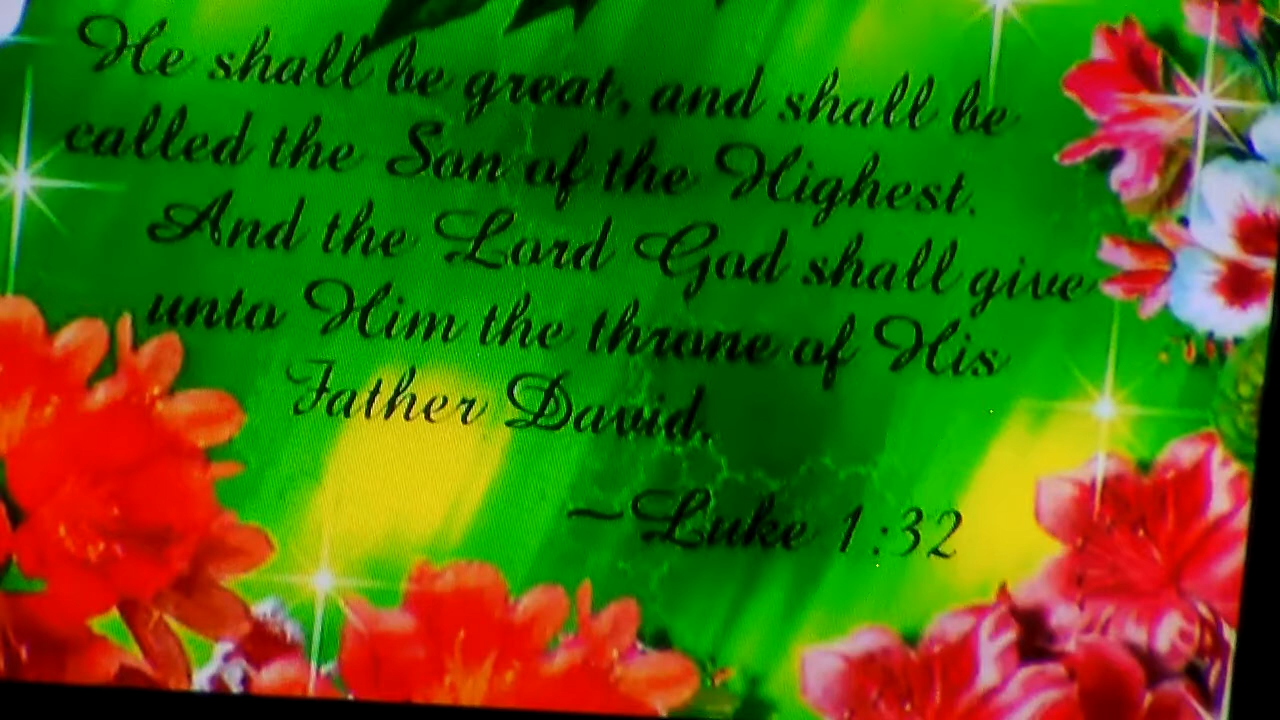 He shall be great, and shall be
called the Son of the Highest.
And the Lord God shall give
unto Him the throne of His
Father David.
~Luke 1:32